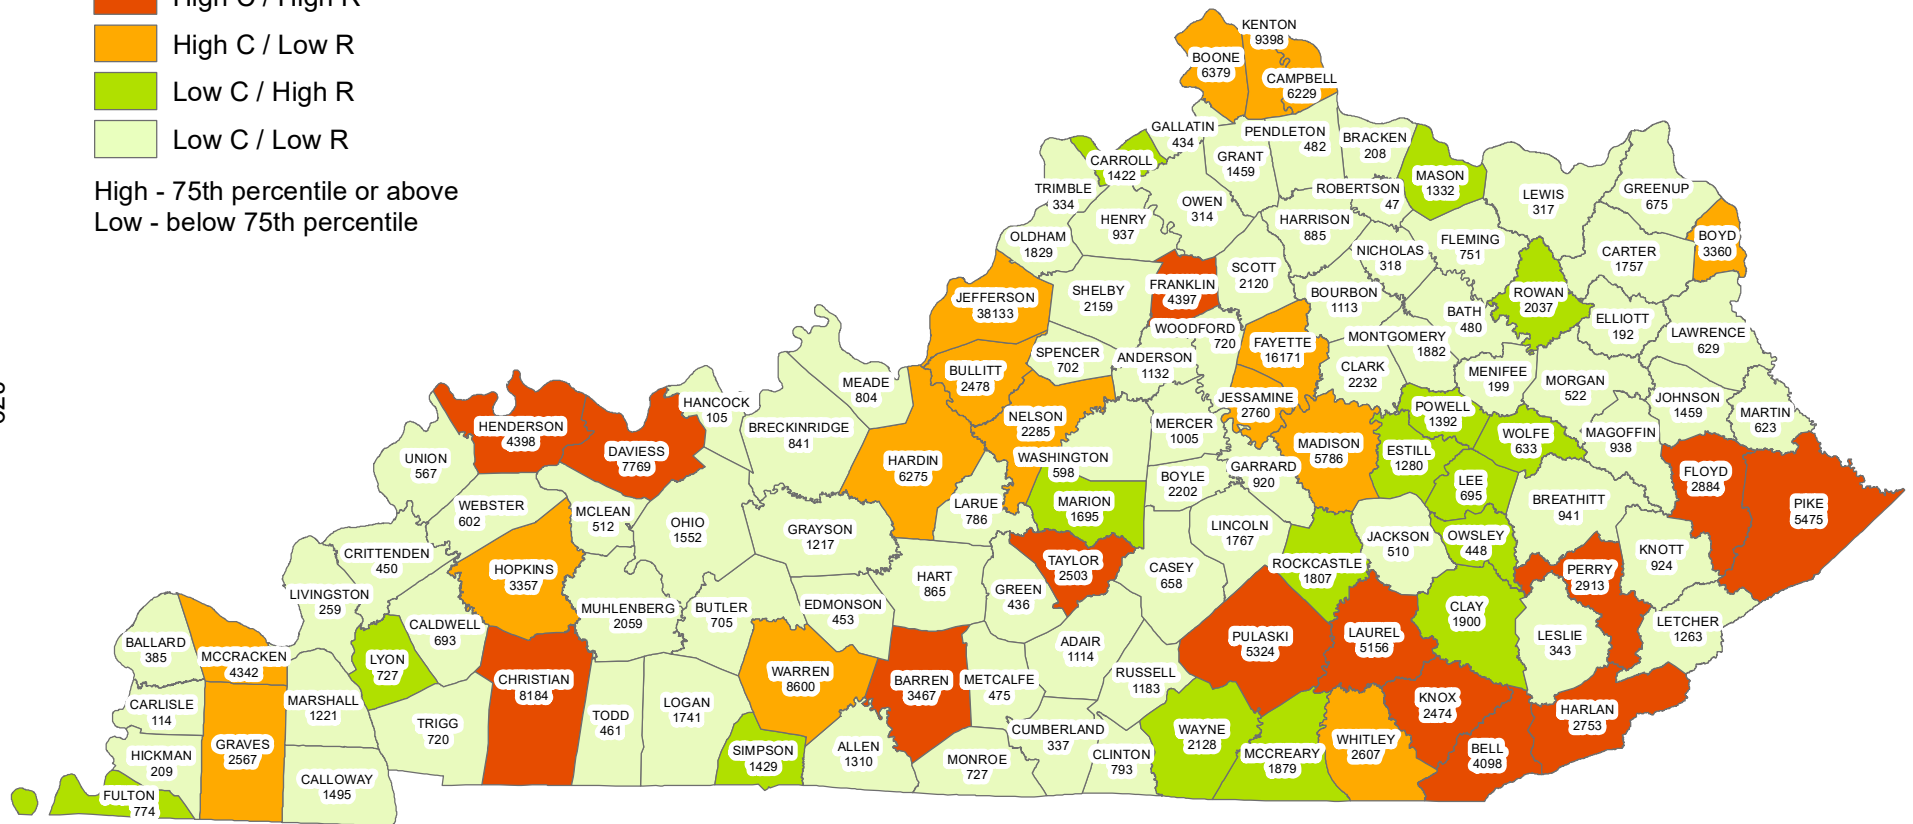 High C / High R
High C / Low R
Low C / High R
Low C / Low R
High - 75th percentile or above
Low - below 75th percentile
KENTON
9398
BOONE
6379
CAMPBELL
6229
GALLATIN
434
PENDLETON
482
BRACKEN
208
CARROLL
1422
GRANT
1459
MASON
1332
TRIMBLE
334
ROBERTSON
47
LEWIS
317
GREENUP
675
OWEN
314
HENRY
937
HARRISON
885
OLDHAM
1829
NICHOLAS
318
FLEMING
751
BOYD
3360
CARTER
1757
SCOTT
2120
FRANKLIN
4397
SHELBY
2159
JEFFERSON
38133
BOURBON
1113
ROWAN
2037
BATH
480
ELLIOTT
192
WOODFORD
720
LAWRENCE
629
FAYETTE
16171
MONTGOMERY
1882
SPENCER
702
ANDERSON
1132
BULLITT
2478
CLARK
2232
MENIFEE
199
MORGAN
522
MEADE
804
JESSAMINE
2760
JOHNSON
1459
HANCOCK
105
POWELL
1392
MARTIN
623
NELSON
2285
MERCER
1005
HENDERSON
4398
BRECKINRIDGE
841
WOLFE
633
MAGOFFIN
938
MADISON
5786
DAVIESS
7769
ESTILL
1280
UNION
567
HARDIN
6275
WASHINGTON
598
GARRARD
920
FLOYD
2884
BOYLE
2202
LEE
695
WEBSTER
602
MCLEAN
512
LARUE
786
MARION
1695
BREATHITT
941
PIKE
5475
OHIO
1552
GRAYSON
1217
LINCOLN
1767
JACKSON
510
OWSLEY
448
CRITTENDEN
450
KNOTT
924
HOPKINS
3357
TAYLOR
2503
CASEY
658
ROCKCASTLE
1807
PERRY
2913
HART
865
GREEN
436
LIVINGSTON
259
EDMONSON
453
MUHLENBERG
2059
BUTLER
705
CLAY
1900
CALDWELL
693
LETCHER
1263
BALLARD
385
PULASKI
5324
LAUREL
5156
LESLIE
343
ADAIR
1114
MCCRACKEN
4342
LYON
727
WARREN
8600
RUSSELL
1183
CHRISTIAN
8184
BARREN
3467
METCALFE
475
CARLISLE
114
MARSHALL
1221
LOGAN
1741
KNOX
2474
HARLAN
2753
TODD
461
TRIGG
720
CUMBERLAND
337
WAYNE
2128
GRAVES
2567
ALLEN
1310
WHITLEY
2607
SIMPSON
1429
BELL
4098
HICKMAN
209
CLINTON
793
MCCREARY
1879
MONROE
727
CALLOWAY
1495
FULTON
774